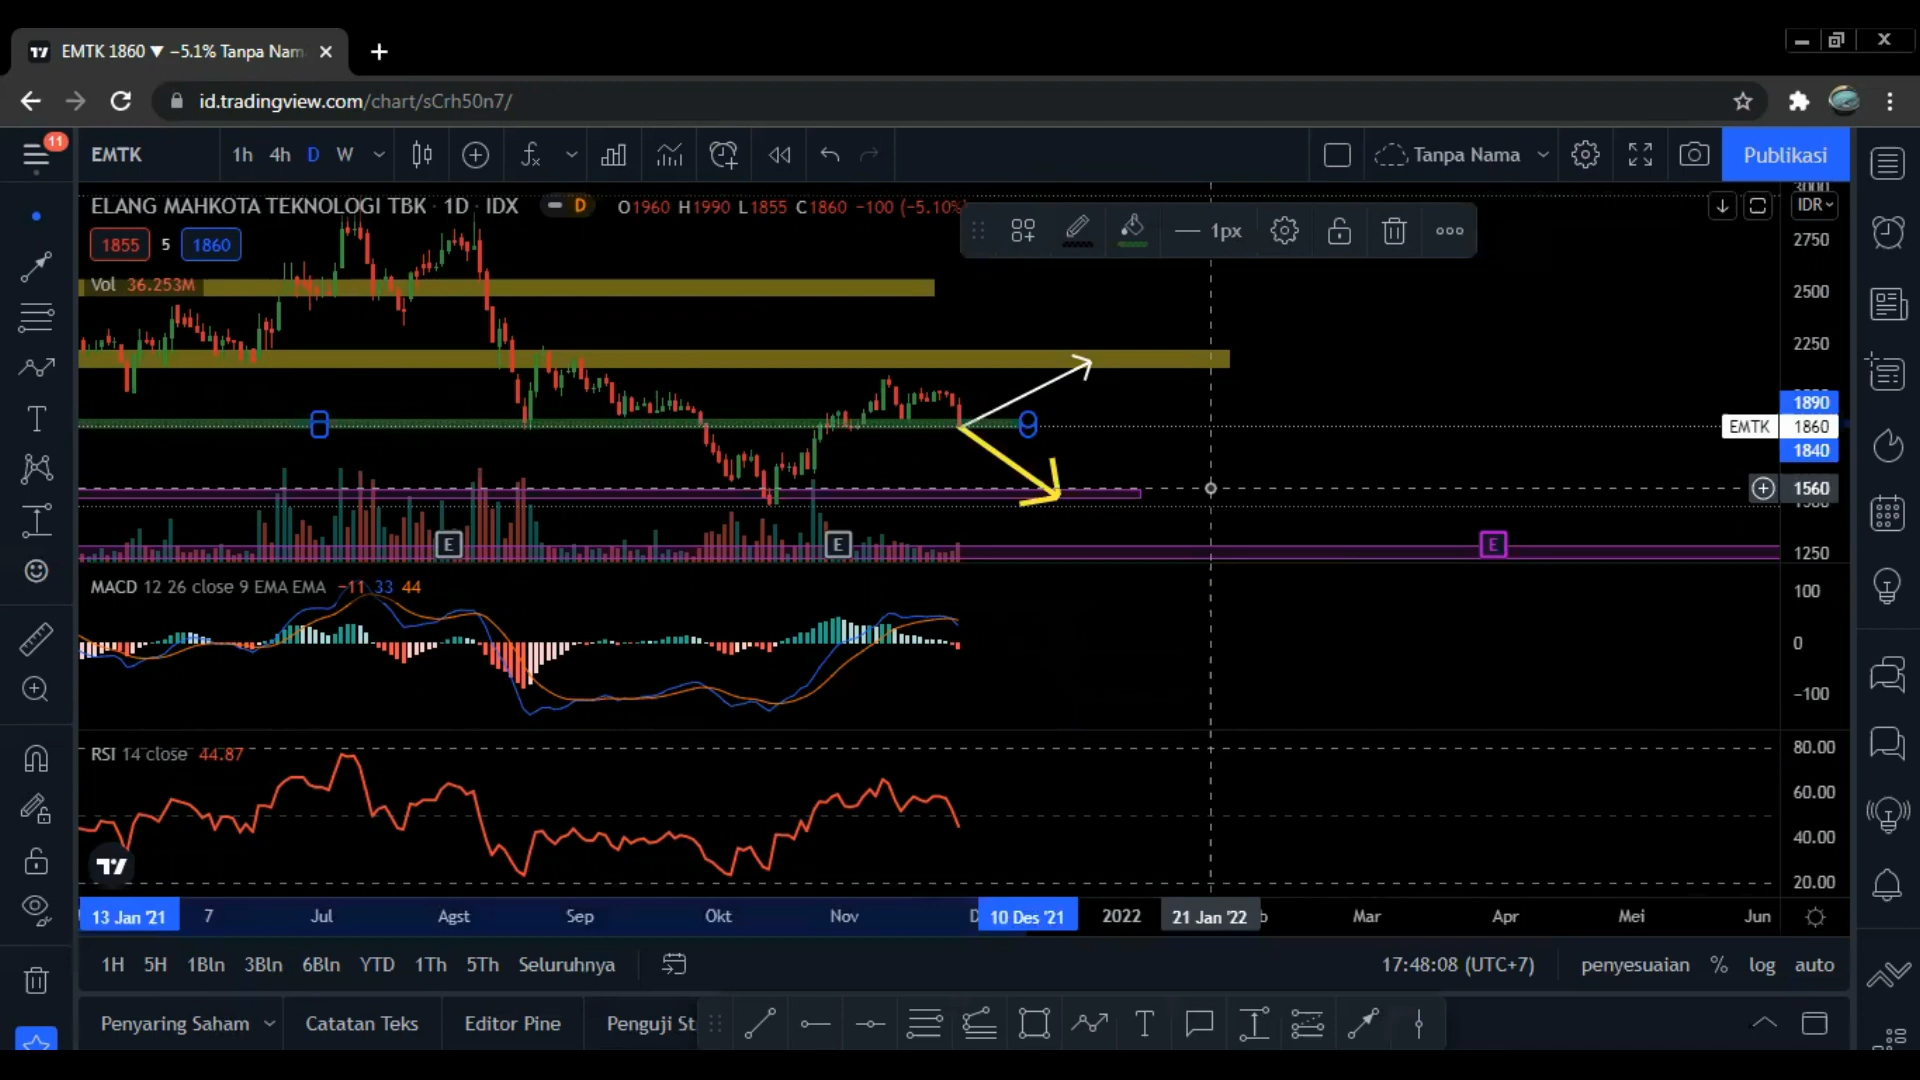 EMTK 1860 ▼ −5.1% Tanpa Nam
id.tradingview.com/chart/sCrh50n7/
11
EMTK
1h 4h D W
Tanpa Nama
Publikasi
ELANG MAHKOTA TEKNOLOGI TBK · 1D · IDX
D
O1960 H1990 L1855 C1860 −100 (−5.10%)
1855 5 1860
Vol 36.253M
1px
IDR
3000
2750
2500
2250
1890
EMTK 1860
1840
1560
1250
E E E
MACD 12 26 close 9 EMA EMA −11 33 44
100
0
−100
RSI 14 close 44.87
80.00
60.00
40.00
20.00
13 Jan '21 7 Jul Agst Sep Okt Nov D 10 Des '21 2022 21 Jan '22 b Mar Apr Mei Jun
1H 5H 1Bln 3Bln 6Bln YTD 1Th 5Th Seluruhnya
17:48:08 (UTC+7) penyesuaian % log auto
Penyaring Saham Catatan Teks Editor Pine Penguji St